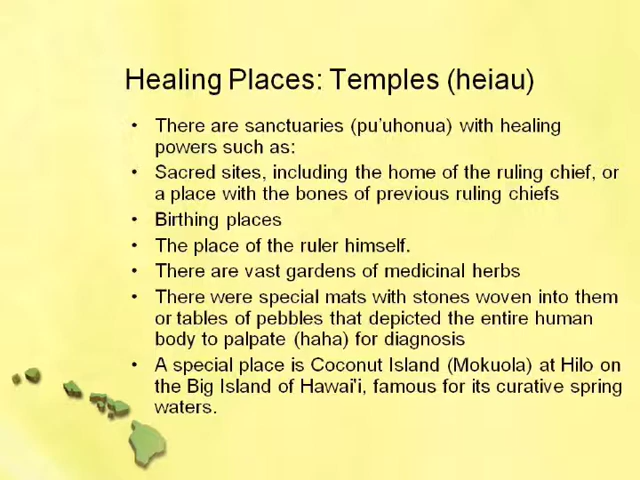 Healing Places: Temples (heiau)
• There are sanctuaries (pu'uhonua) with healing
powers such as:
• Sacred sites, including the home of the ruling chief, or
a place with the bones of previous ruling chiefs
• Birthing places
• The place of the ruler himself.
• There are vast gardens of medicinal herbs
• There were special mats with stones woven into them
or tables of pebbles that depicted the entire human
body to palpate (haha) for diagnosis
• A special place is Coconut Island (Mokuola) at Hilo on
the Big Island of Hawai'i, famous for its curative spring
waters.